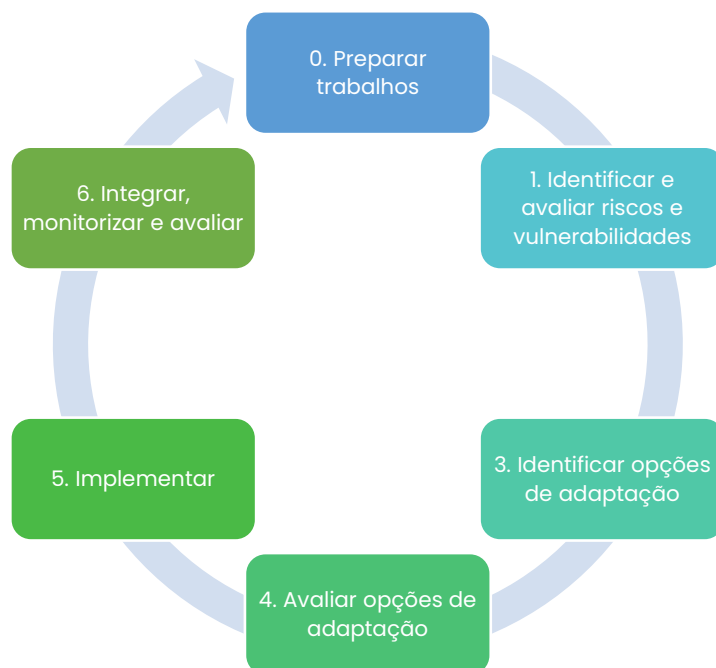 0. Preparar
trabalhos
1. Identificar e
avaliar riscos e
vulnerabilidades
3. Identificar opções
de adaptação
4. Avaliar opções de
adaptação
5. Implementar
6. Integrar,
monitorizar e avaliar